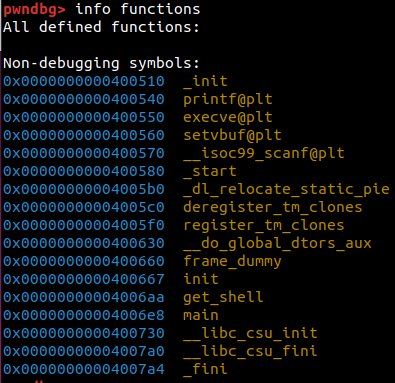 pwndbg> info functions
All defined functions:

Non-debugging symbols:
0x0000000000400510  _init
0x0000000000400540  printf@plt
0x0000000000400550  execve@plt
0x0000000000400560  setvbuf@plt
0x0000000000400570  __isoc99_scanf@plt
0x0000000000400580  _start
0x00000000004005b0  _dl_relocate_static_pie
0x00000000004005c0  deregister_tm_clones
0x00000000004005f0  register_tm_clones
0x0000000000400630  __do_global_dtors_aux
0x0000000000400660  frame_dummy
0x0000000000400667  init
0x00000000004006aa  get_shell
0x00000000004006e8  main
0x0000000000400730  __libc_csu_init
0x00000000004007a0  __libc_csu_fini
0x00000000004007a4  _fini